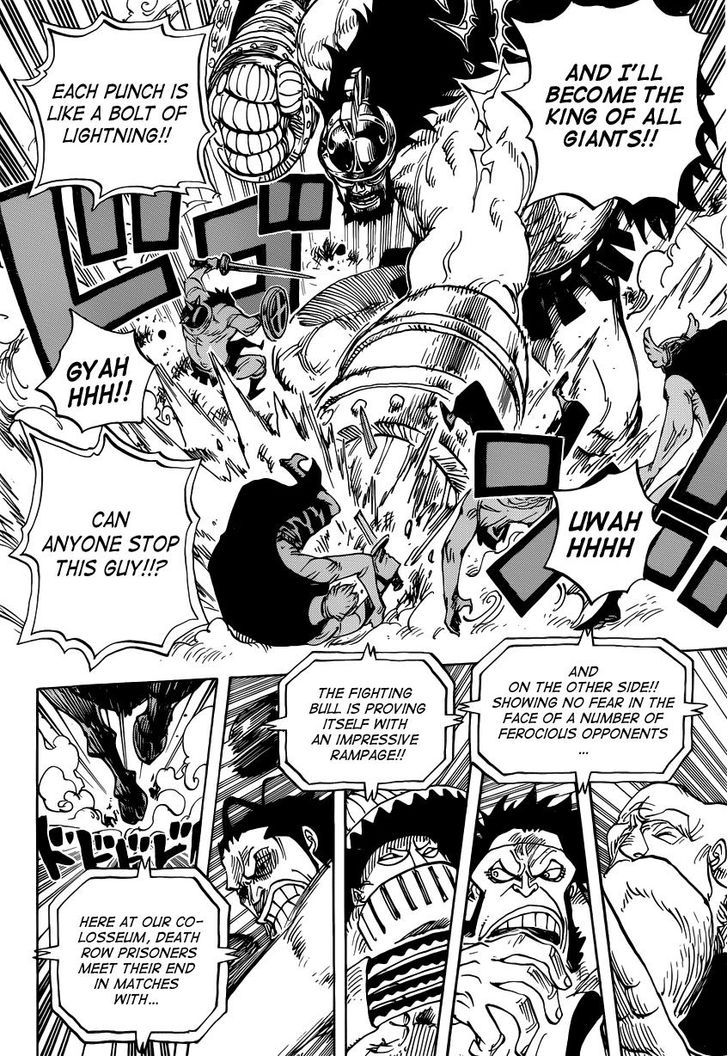 AND I'LL
BECOME THE
KING OF ALL
GIANTS!!
EACH PUNCH IS
LIKE A BOLT OF
LIGHTNING!!
GYAH
HHH!!
UWAH
HHHH
CAN
ANYONE STOP
THIS GUY!!?
AND
ON THE OTHER SIDE!!
SHOWING NO FEAR IN THE
FACE OF A NUMBER OF
FEROCIOUS OPPONENTS
...
THE FIGHTING
BULL IS PROVING
ITSELF WITH
AN IMPRESSIVE
RAMPAGE!!
HERE AT OUR CO-
LOSSEUM, DEATH
ROW PRISONERS
MEET THEIR END
IN MATCHES
WITH...